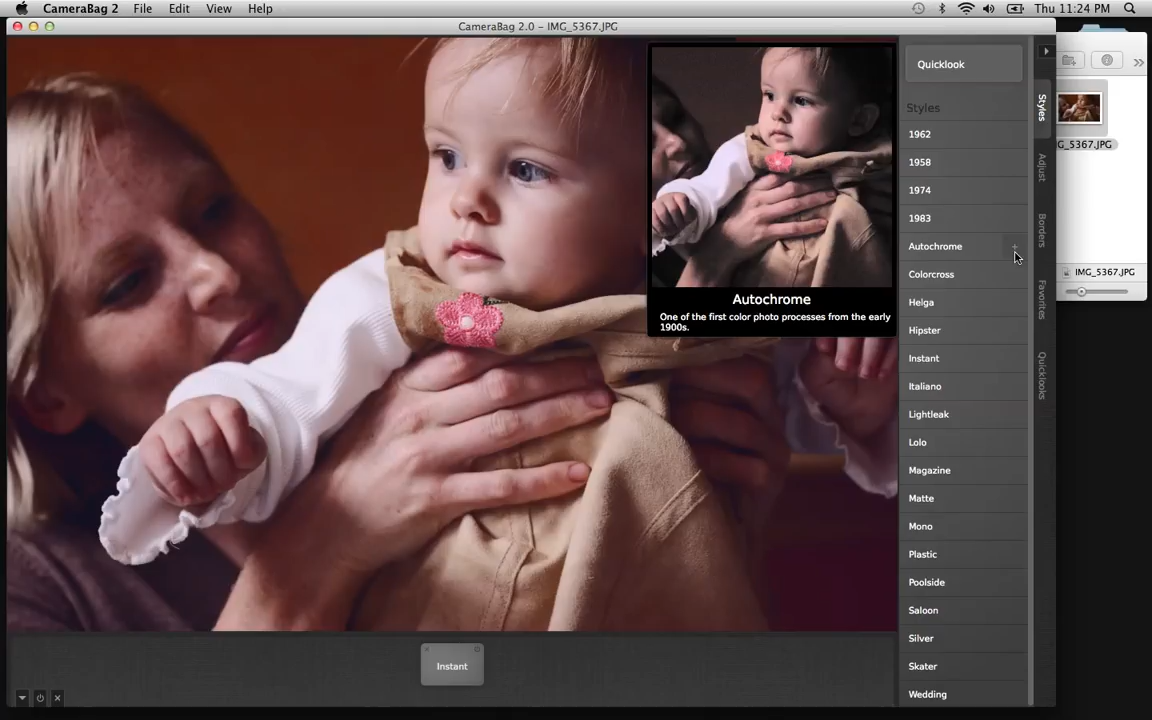 CameraBag 2 File Edit View Help Thu 11:24 PM
CameraBag 2.0 – IMG_5367.JPG
Quicklook
Styles
1962
1958
1974
1983
Autochrome +
Colorcross
Helga
Hipster
Instant
Italiano
Lightleak
Lolo
Magazine
Matte
Mono
Plastic
Poolside
Saloon
Silver
Skater
Wedding
Autochrome
One of the first color photo processes from the early
1900s.
Styles
Adjust
Borders
Favorites
Quicklooks
G_5367.JPG
IMG_5367.JPG
Instant